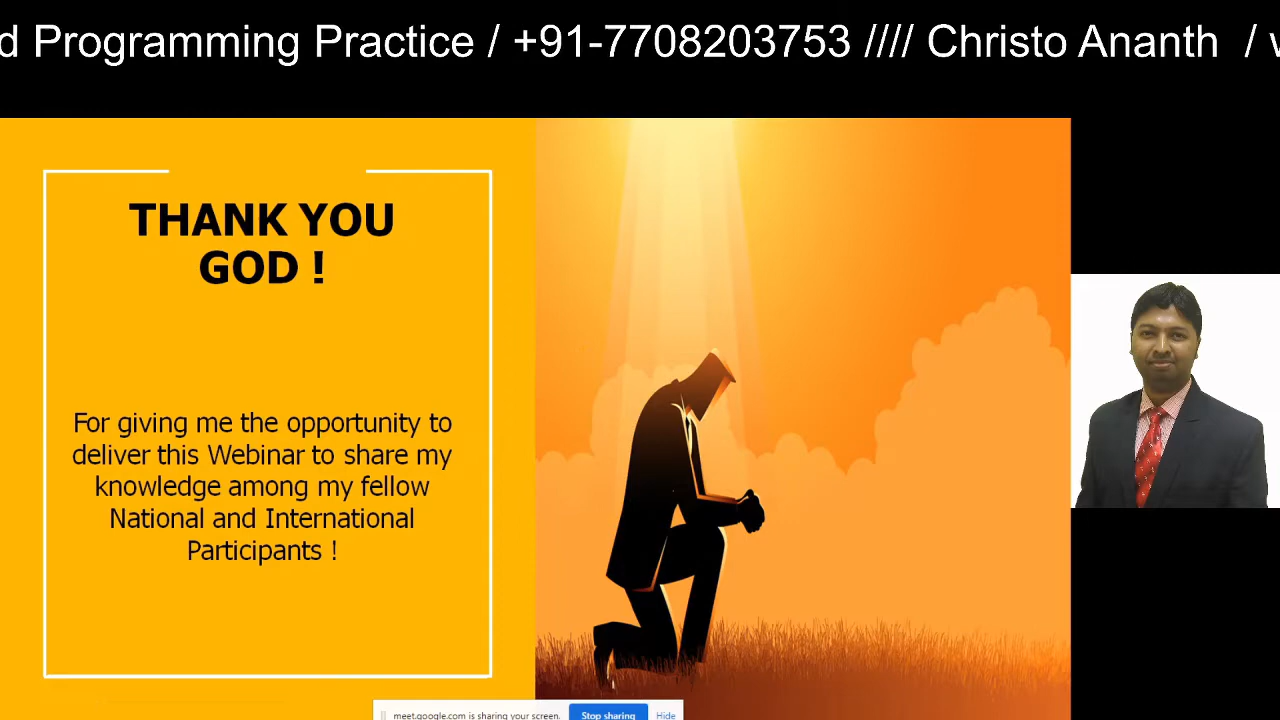 d Programming Practice / +91-7708203753 //// Christo Ananth / v
THANK YOU
GOD !
For giving me the opportunity to
deliver this Webinar to share my
knowledge among my fellow
National and International
Participants !
meet.google.com is sharing your screen.
Stop sharing
Hide